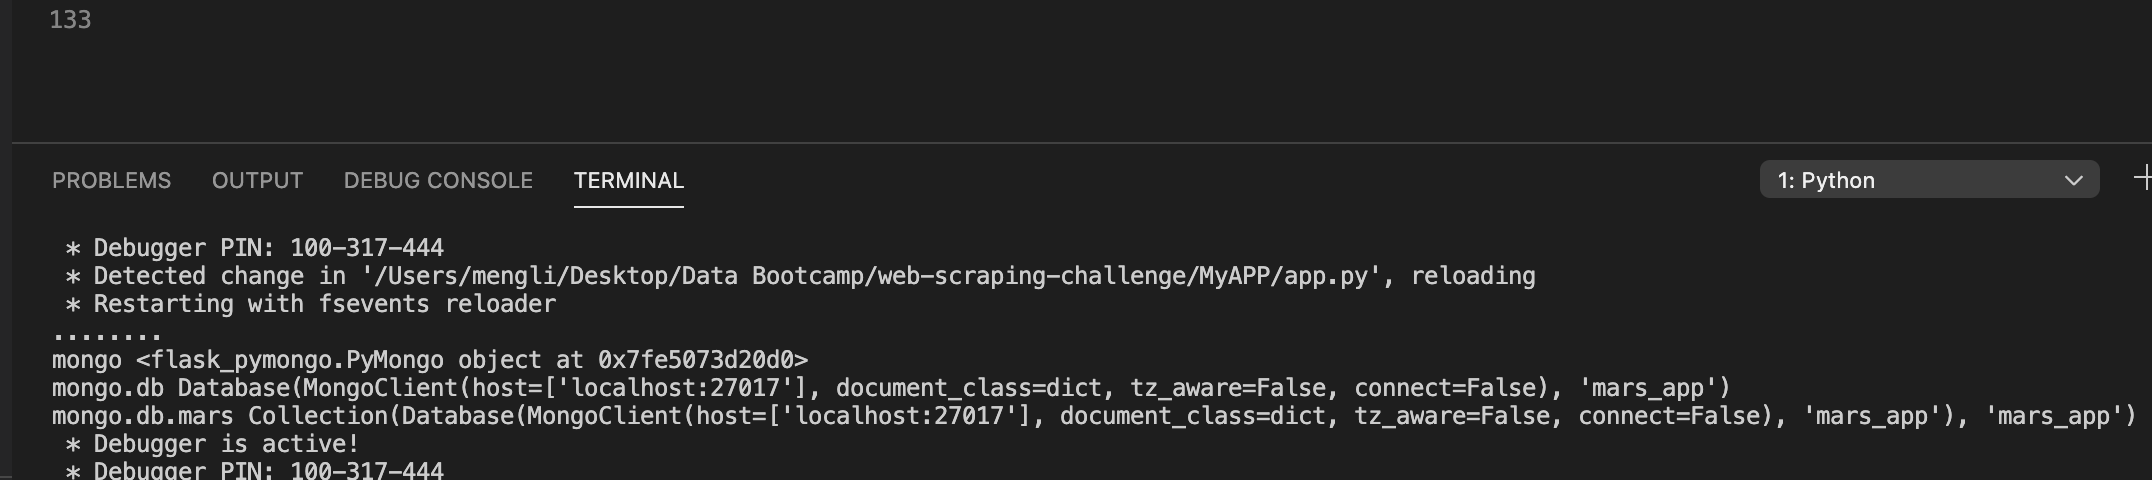 133
PROBLEMS OUTPUT DEBUG CONSOLE TERMINAL 1: Python
* Debugger PIN: 100-317-444
* Detected change in '/Users/mengli/Desktop/Data Bootcamp/web-scraping-challenge/MyAPP/app.py', reloading
* Restarting with fsevents reloader
........
mongo <flask_pymongo.PyMongo object at 0x7fe5073d20d0>
mongo.db Database(MongoClient(host=['localhost:27017'], document_class=dict, tz_aware=False, connect=False), 'mars_app')
mongo.db.mars Collection(Database(MongoClient(host=['localhost:27017'], document_class=dict, tz_aware=False, connect=False), 'mars_app'), 'mars_app')
* Debugger is active!
* Debugger PIN: 100-317-444